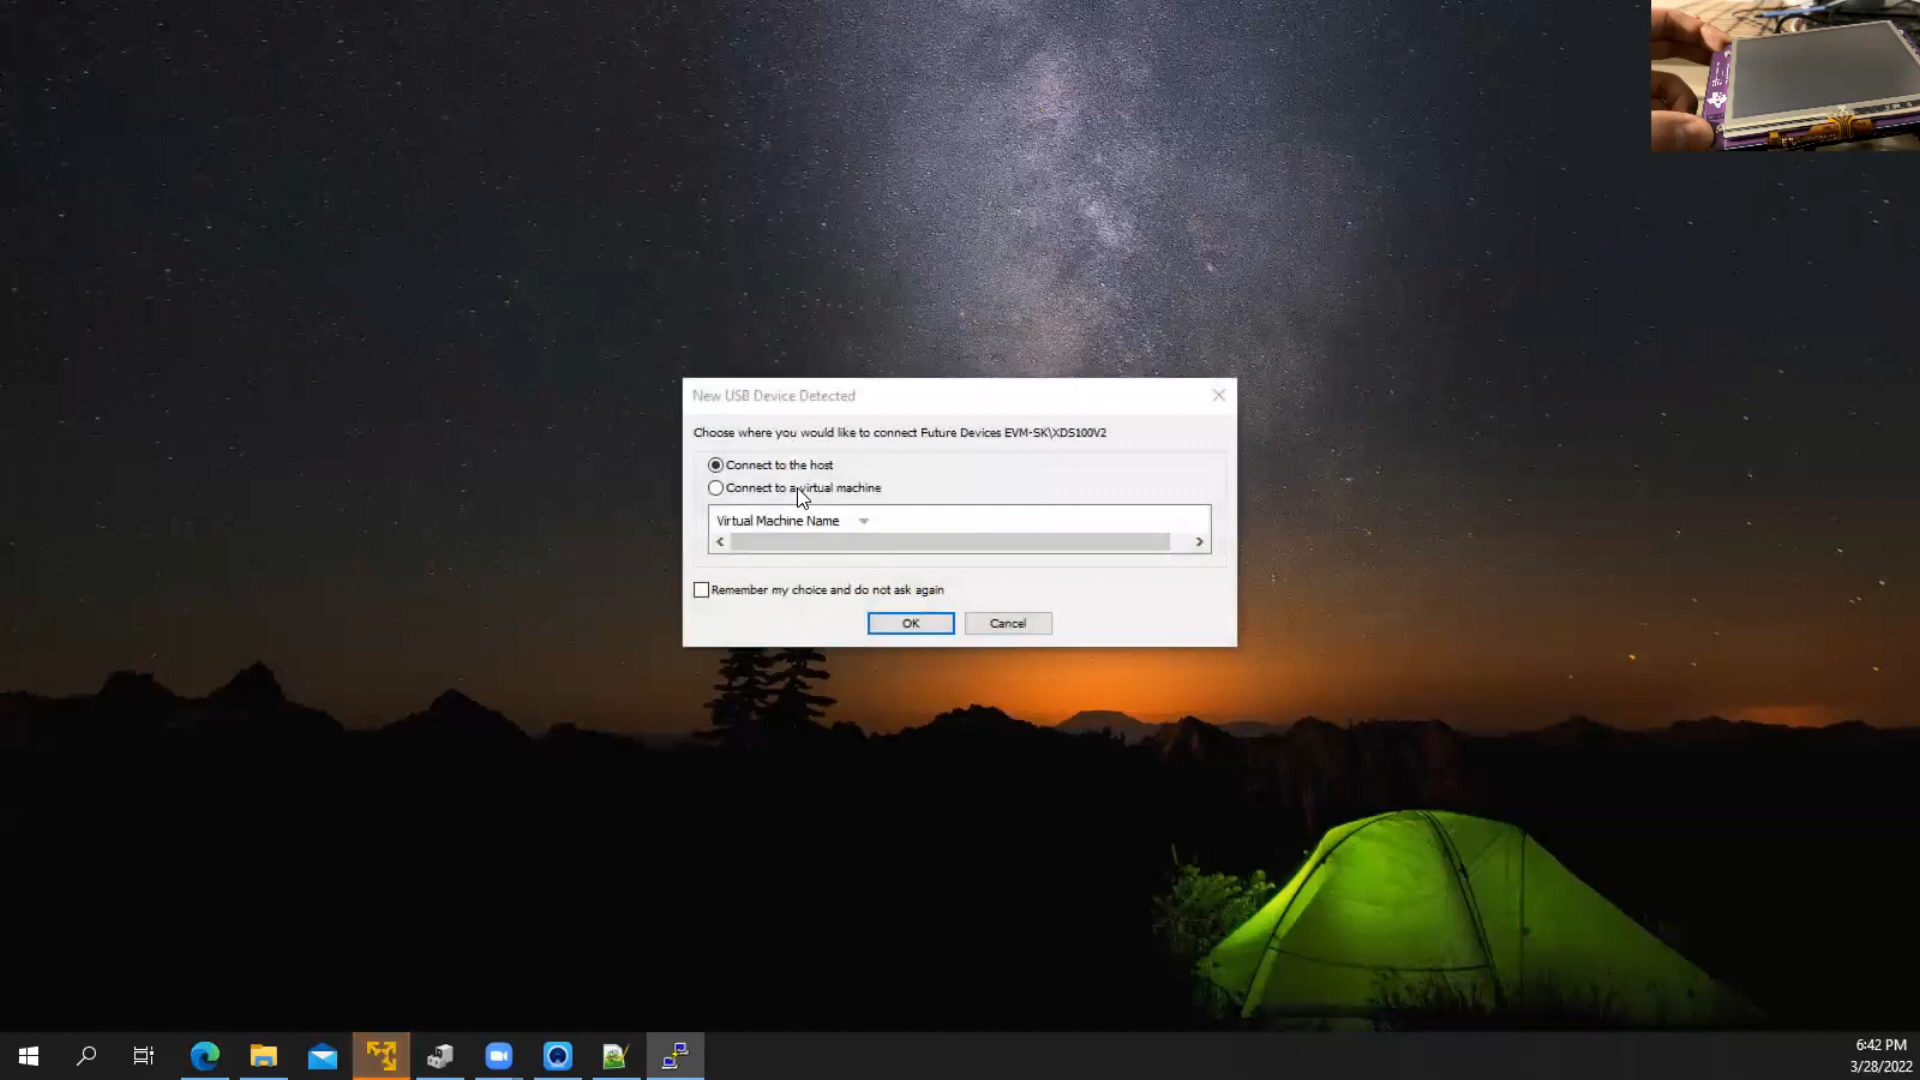 New USB Device Detected
Choose where you would like to connect Future Devices EVM-SK\XDS100V2
Connect to the host
Connect to a virtual machine
Virtual Machine Name
Remember my choice and do not ask again
OK
Cancel
6:42 PM
3/28/2022